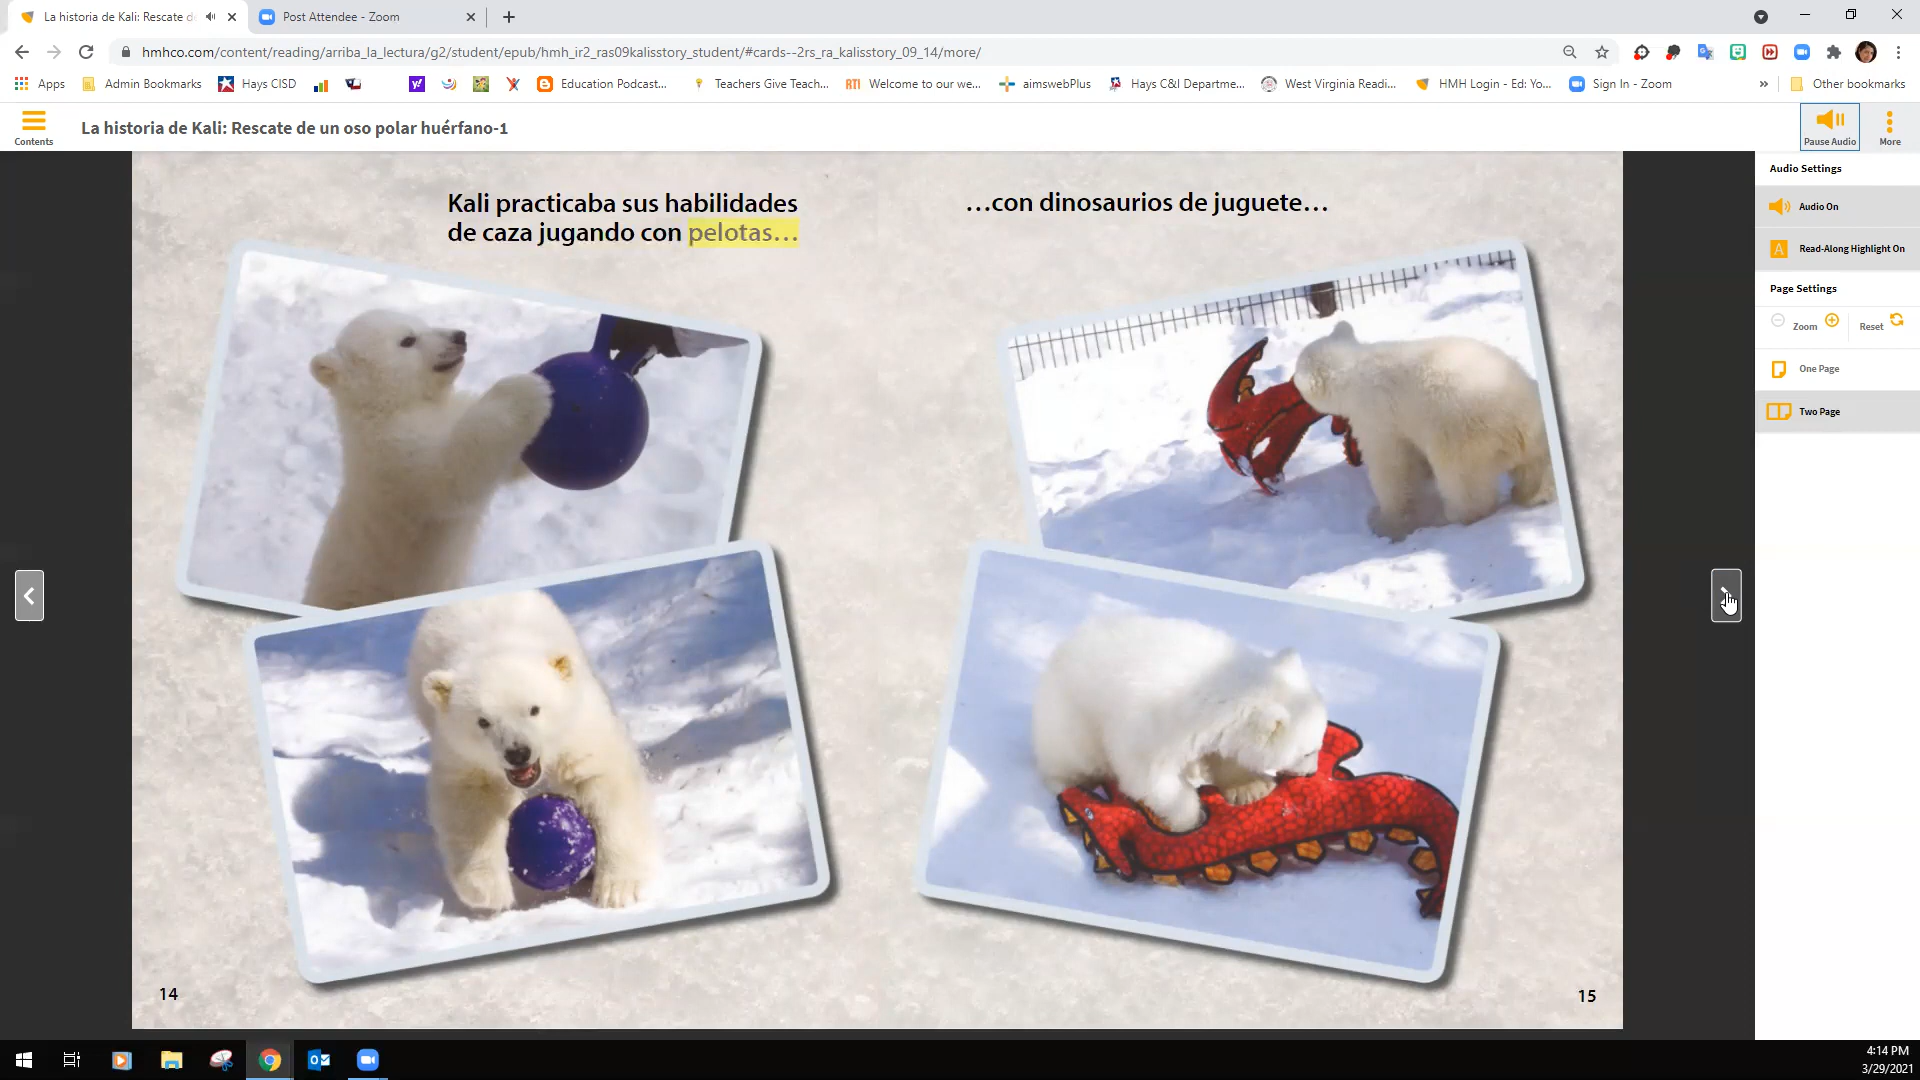 La historia de Kali: Rescate d
Post Attendee - Zoom
hmhco.com/content/reading/arriba_la_lectura/g2/student/epub/hmh_ir2_ras09kalisstory_student/#cards--2rs_ra_kalisstory_09_14/more/
Apps Admin Bookmarks Hays CISD Education Podcast... Teachers Give Teach... RTI Welcome to our we... aimswebPlus Hays C&I Departme... West Virginia Readi... HMH Login - Ed: Yo... Sign In - Zoom » Other bookmarks
Contents
La historia de Kali: Rescate de un oso polar huérfano-1
Pause Audio
More
Kali practicaba sus habilidades
de caza jugando con pelotas...
...con dinosaurios de juguete...
14
15
Audio Settings
Audio On
A Read-Along Highlight On
Page Settings
Zoom Reset
One Page
Two Page
4:14 PM
3/29/2021